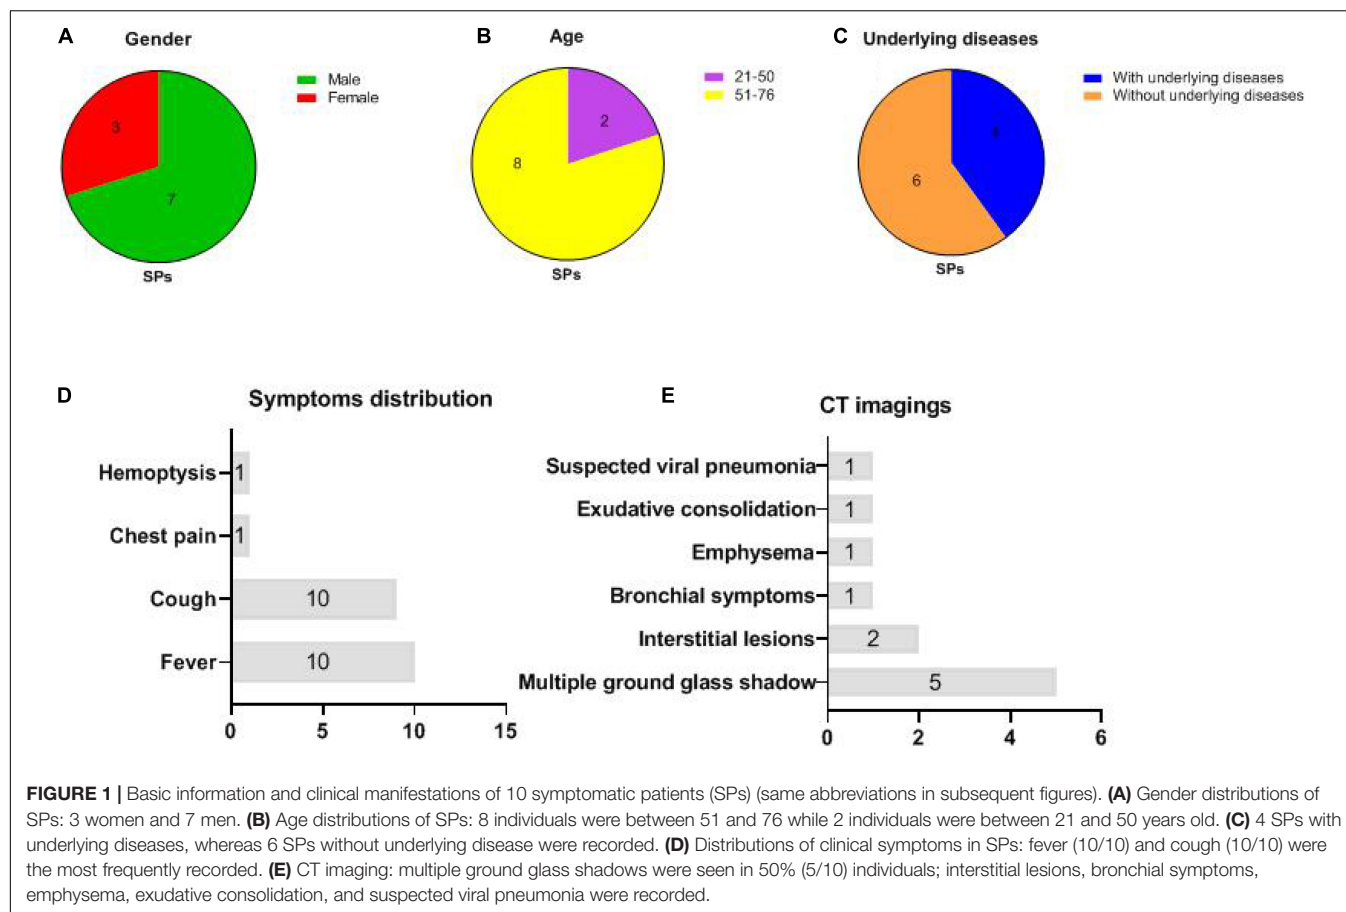 A
Gender
Male
Female
3
7
SPs
B
Age
21-50
51-76
2
8
SPs
C
Underlying diseases
With underlying diseases
Without underlying diseases
4
6
SPs
D
Symptoms distribution
Hemoptysis
1
Chest pain
1
Cough
10
Fever
10
0 5 10 15
E
CT imagings
Suspected viral pneumonia
1
Exudative consolidation
1
Emphysema
1
Bronchial symptoms
1
Interstitial lesions
2
Multiple ground glass shadow
5
0 2 4 6
FIGURE 1 | Basic information and clinical manifestations of 10 symptomatic patients (SPs) (same abbreviations in subsequent figures). (A) Gender distributions of
SPs: 3 women and 7 men. (B) Age distributions of SPs: 8 individuals were between 51 and 76 while 2 individuals were between 21 and 50 years old. (C) 4 SPs with
underlying diseases, whereas 6 SPs without underlying disease were recorded. (D) Distributions of clinical symptoms in SPs: fever (10/10) and cough (10/10) were
the most frequently recorded. (E) CT imaging: multiple ground glass shadows were seen in 50% (5/10) individuals; interstitial lesions, bronchial symptoms,
emphysema, exudative consolidation, and suspected viral pneumonia were recorded.